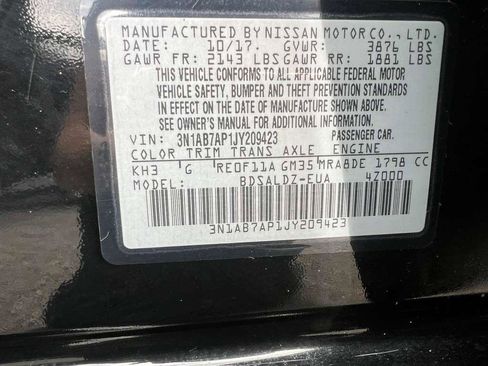 MANUFACTURED BY NISSAN MOTOR CO., LTD.
DATE: 10/17. GVWR: 3876 LBS
GAWR FR: 2143 LBS GAWR RR: 1881 LBS
THIS VEHICLE CONFORMS TO ALL APPLICABLE FEDERAL MOTOR
VEHICLE SAFETY, BUMPER AND THEFT PREVENTION STANDARDS
IN EFFECT ON THE DATE OF MANUFACTURE SHOWN ABOVE.
SEE OWNER'S MANUAL FOR ADDITIONAL INFORMATION.
VIN: 3N1AB7AP1JY209423 PASSENGER CAR.
COLOR TRIM TRANS AXLE ENGINE
KH3 G RE0F11A GM35 MRA8DE 1798 CC
MODEL: BDSALDZ-EUA 4Z000
3N1AB7AP1JY209423